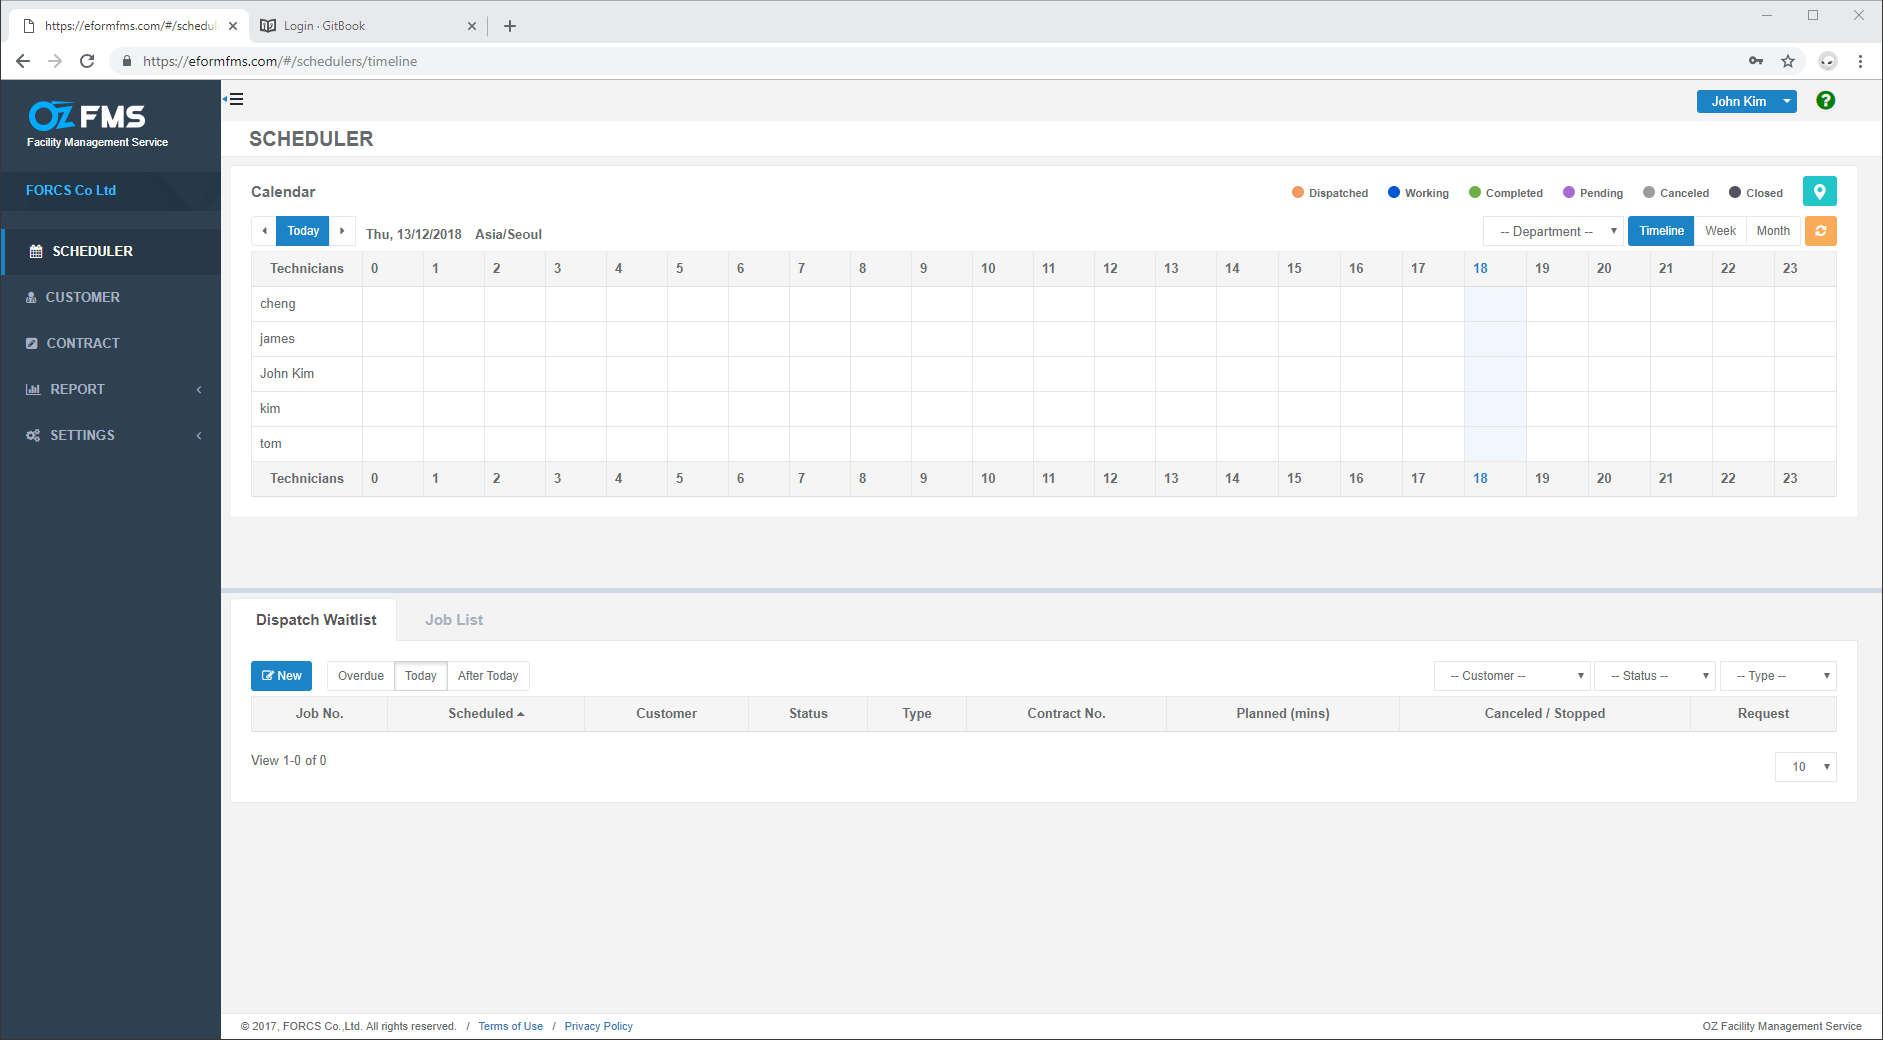 https://eformfms.com/#/schedul
Login · GitBook
https://eformfms.com/#/schedulers/timeline
OZ FMS
Facility Management Service
FORCS Co Ltd
SCHEDULER
CUSTOMER
CONTRACT
REPORT
SETTINGS
John Kim
SCHEDULER
Calendar
Dispatched Working Completed Pending Canceled Closed
Today Thu, 13/12/2018 Asia/Seoul -- Department -- Timeline Week Month
Technicians 0 1 2 3 4 5 6 7 8 9 10 11 12 13 14 15 16 17 18 19 20 21 22 23
cheng
james
John Kim
kim
tom
Technicians 0 1 2 3 4 5 6 7 8 9 10 11 12 13 14 15 16 17 18 19 20 21 22 23
Dispatch Waitlist Job List
New Overdue Today After Today -- Customer -- -- Status -- -- Type --
Job No. Scheduled Customer Status Type Contract No. Planned (mins) Canceled / Stopped Request
View 1-0 of 0
10
© 2017, FORCS Co.,Ltd. All rights reserved. / Terms of Use / Privacy Policy OZ Facility Management Service